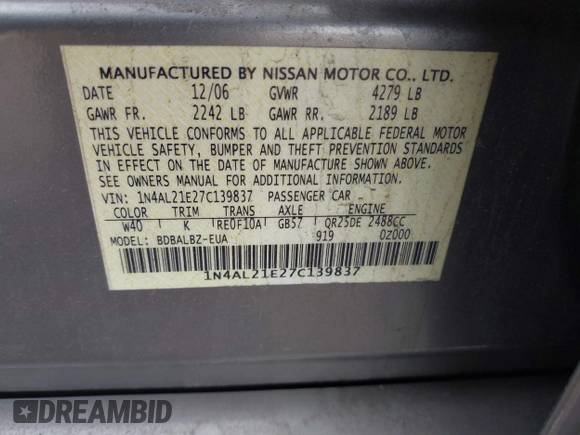 MANUFACTURED BY NISSAN MOTOR CO., LTD.
DATE 12/06 GVWR 4279 LB
GAWR FR. 2242 LB GAWR RR. 2189 LB
THIS VEHICLE CONFORMS TO ALL APPLICABLE FEDERAL MOTOR
VEHICLE SAFETY, BUMPER AND THEFT PREVENTION STANDARDS
IN EFFECT ON THE DATE OF MANUFACTURE SHOWN ABOVE.
SEE OWNERS MANUAL FOR ADDITIONAL INFORMATION.
VIN: 1N4AL21E27C139837 PASSENGER CAR
COLOR TRIM TRANS AXLE ENGINE
W40 K RE0F10A GB57 QR25DE 2488CC
MODEL: BDBALBZ-EUA 919 0Z000
1N4AL21E27C139837
DREAMBID